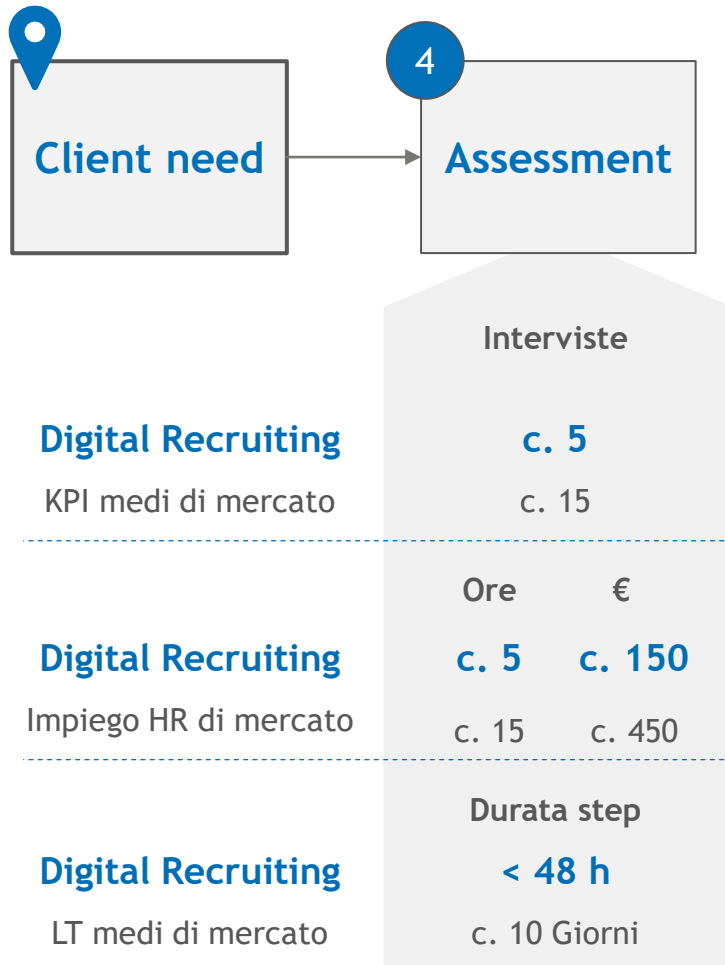 4
Client need
Assessment
Interviste
Digital Recruiting
c. 5
KPI medi di mercato
c. 15
Ore €
Digital Recruiting
c. 5 c. 150
Impiego HR di mercato
c. 15 c. 450
Durata step
Digital Recruiting
< 48 h
LT medi di mercato
c. 10 Giorni